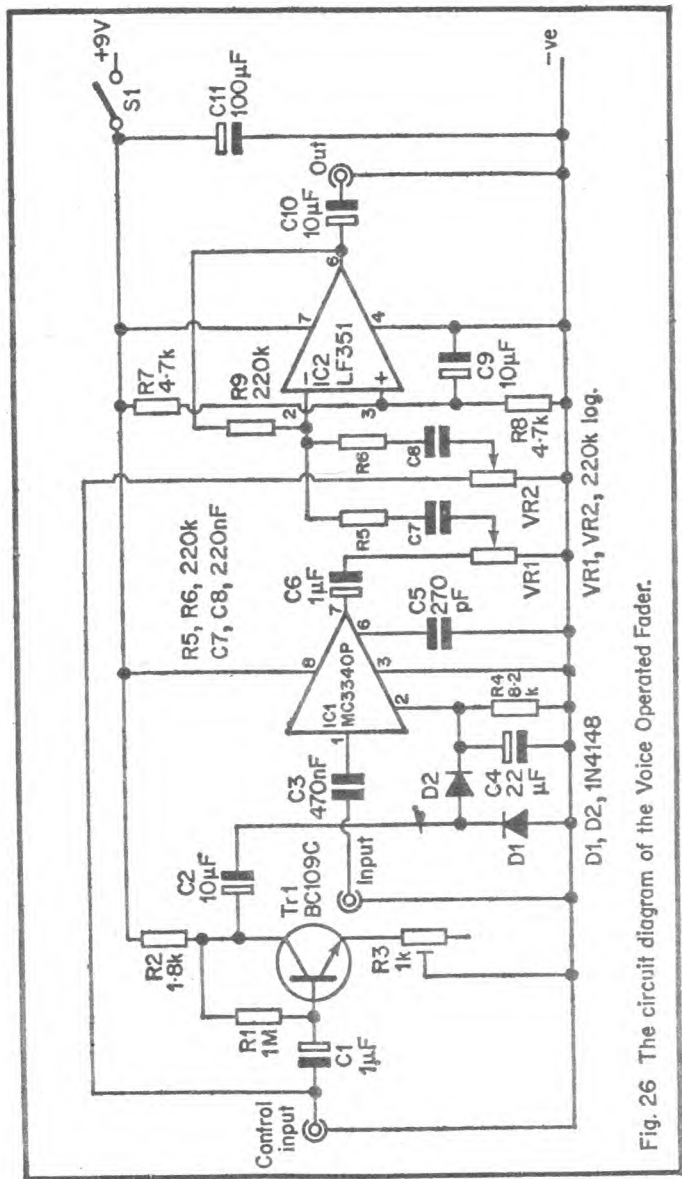 +9V
S1
C11
100µF
-ve
Out
C10
10µF
6
7
4
IC2
LF351
2
3
−
+
R7
4·7k
R9
220k
C9
10µF
R8
4·7k
R6
C8
VR2
R5
C7
VR1
VR1, VR2, 220k log.
R5, R6, 220k
C7, C8, 220nF
C6
1µF
7
8
6
C5
270
pF
3
IC1
MC3340P
1
2
R4
8·2
k
C3
470nF
Input
D2
C4
22
µF
D1
D1, D2, 1N4148
C2
10µF
Tr1
BC109C
R2
1·8k
R1
1M
R3
1k
C1
1µF
Control
input
Fig. 26 The circuit diagram of the Voice Operated Fader.